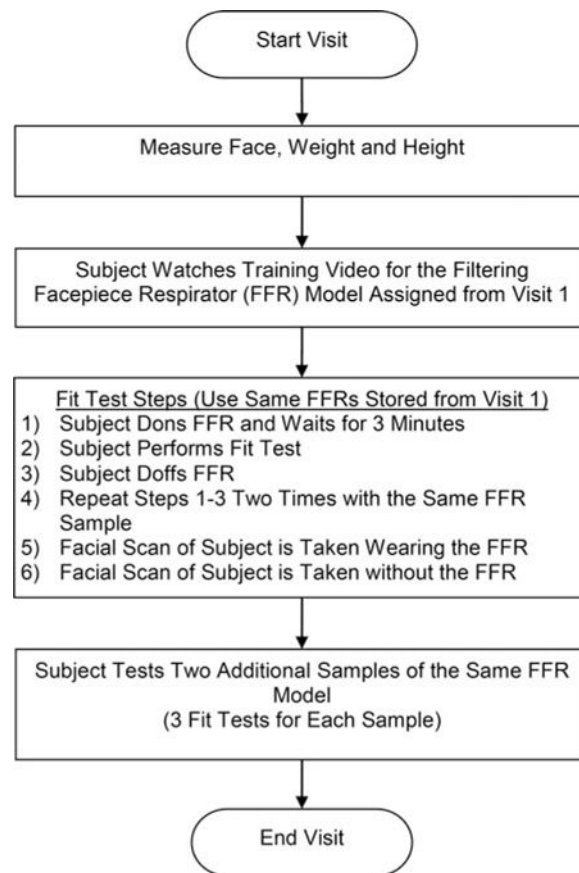 Start Visit
Measure Face, Weight and Height
Subject Watches Training Video for the Filtering
Facepiece Respirator (FFR) Model Assigned from Visit 1
Fit Test Steps (Use Same FFRs Stored from Visit 1)
1) Subject Dons FFR and Waits for 3 Minutes
2) Subject Performs Fit Test
3) Subject Doffs FFR
4) Repeat Steps 1-3 Two Times with the Same FFR
Sample
5) Facial Scan of Subject is Taken Wearing the FFR
6) Facial Scan of Subject is Taken without the FFR
Subject Tests Two Additional Samples of the Same FFR
Model
(3 Fit Tests for Each Sample)
End Visit